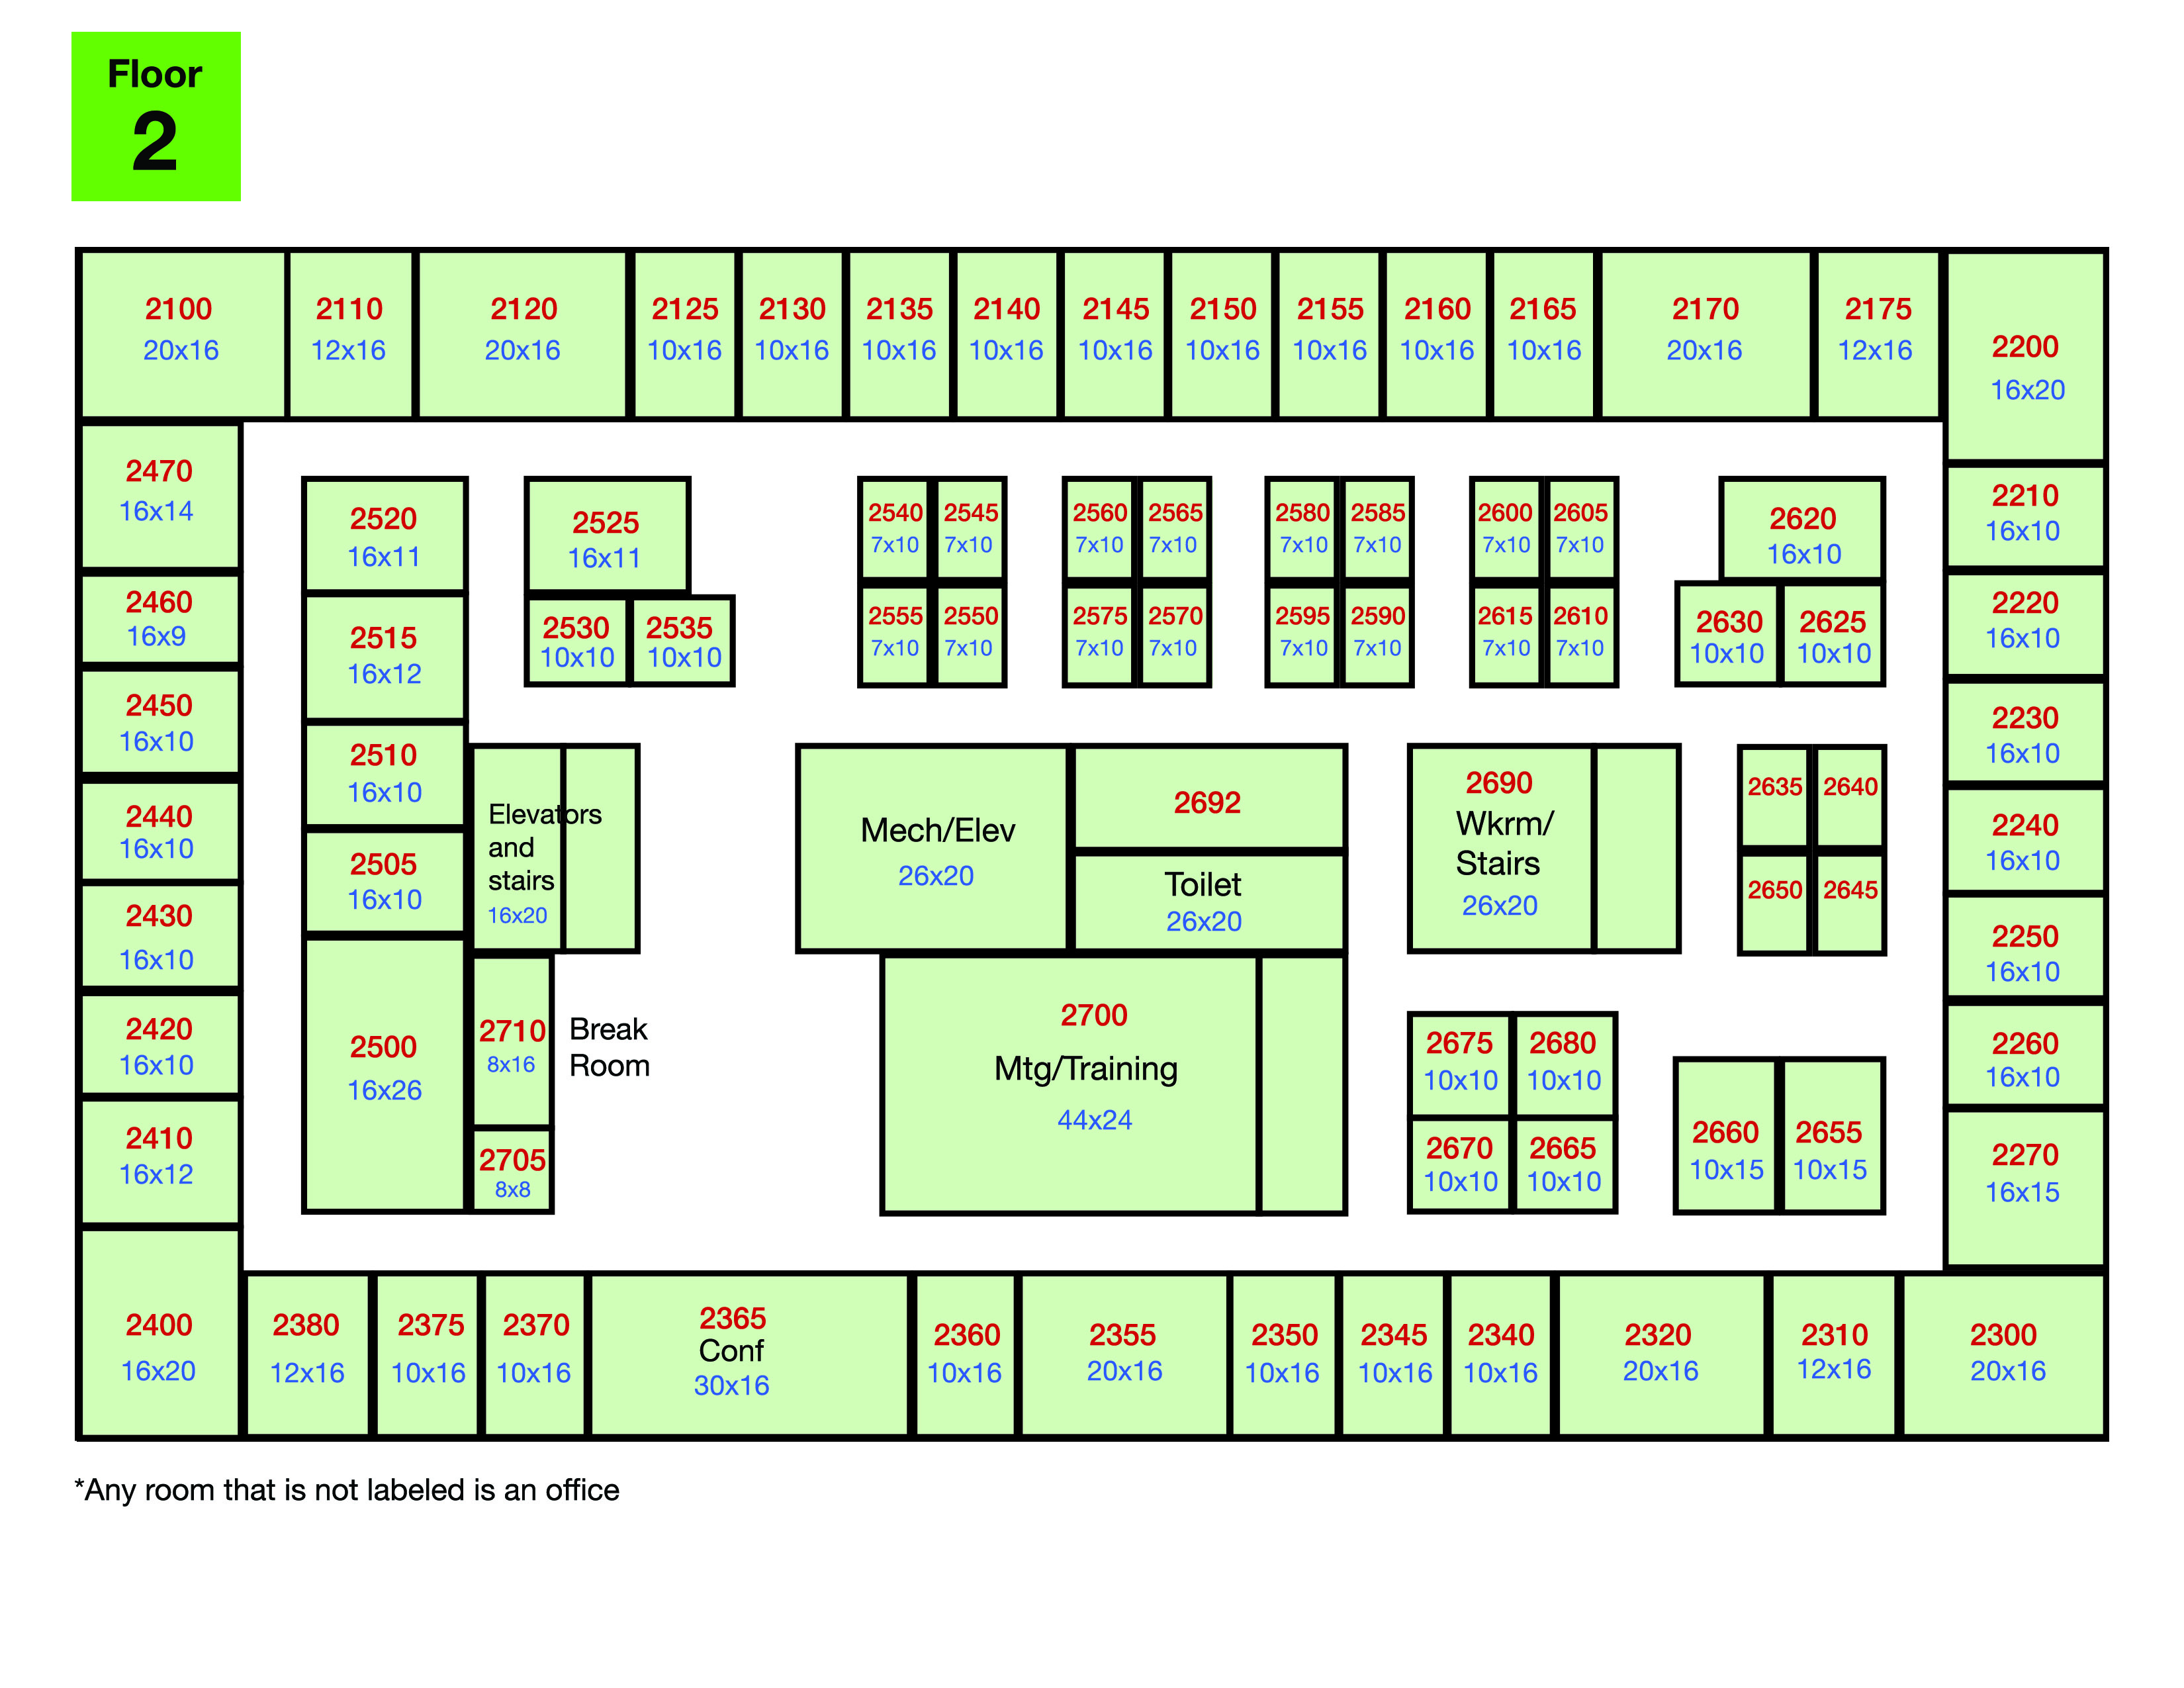 Floor
2
2100
20x16
2110
12x16
2120
20x16
2125
10x16
2130
10x16
2135
10x16
2140
10x16
2145
10x16
2150
10x16
2155
10x16
2160
10x16
2165
10x16
2170
20x16
2175
12x16
2200
16x20
2470
16x14
2460
16x9
2450
16x10
2440
16x10
2430
16x10
2420
16x10
2410
16x12
2400
16x20
2520
16x11
2515
16x12
2510
16x10
2505
16x10
2500
16x26
2525
16x11
2530
10x10
2535
10x10
Elevators
and
stairs
16x20
2710
8x16
Break
Room
2705
8x8
2540
7x10
2545
7x10
2555
7x10
2550
7x10
2560
7x10
2565
7x10
2575
7x10
2570
7x10
2580
7x10
2585
7x10
2595
7x10
2590
7x10
2600
7x10
2605
7x10
2615
7x10
2610
7x10
2620
16x10
2630
10x10
2625
10x10
Mech/Elev
26x20
2692
Toilet
26x20
2690
Wkrm/
Stairs
26x20
2635
2640
2650
2645
2700
Mtg/Training
44x24
2675
10x10
2680
10x10
2670
10x10
2665
10x10
2660
10x15
2655
10x15
2210
16x10
2220
16x10
2230
16x10
2240
16x10
2250
16x10
2260
16x10
2270
16x15
2380
12x16
2375
10x16
2370
10x16
2365
Conf
30x16
2360
10x16
2355
20x16
2350
10x16
2345
10x16
2340
10x16
2320
20x16
2310
12x16
2300
20x16
*Any room that is not labeled is an office